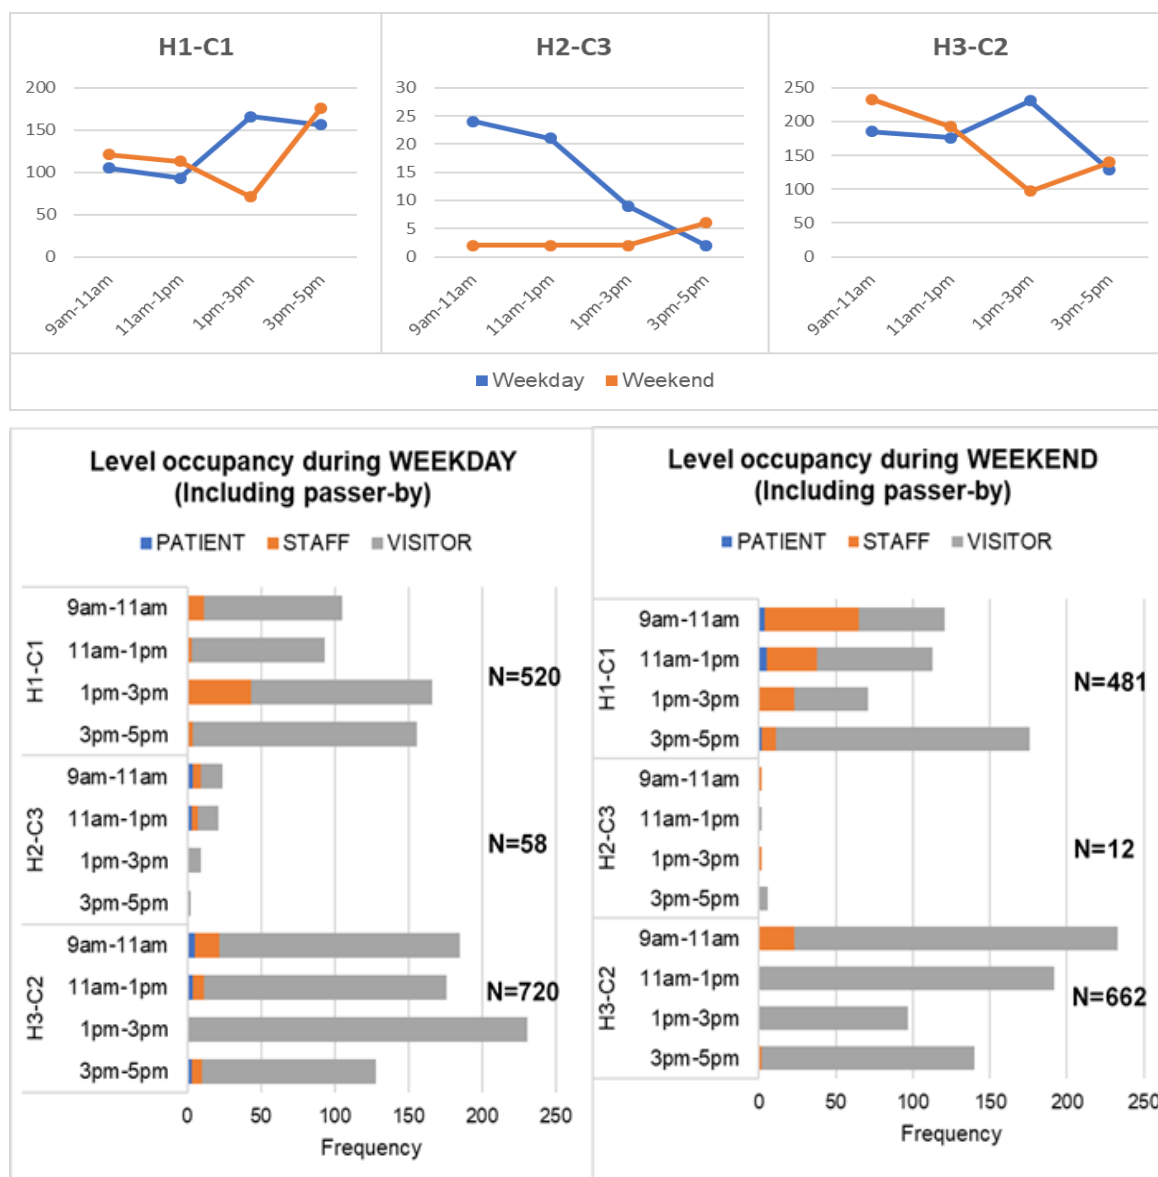 H1-C1
H2-C3
H3-C2
200
150
100
50
0
9am-11am
11am-1pm
1pm-3pm
3pm-5pm
30
25
20
15
10
5
0
9am-11am
11am-1pm
1pm-3pm
3pm-5pm
250
200
150
100
50
0
9am-11am
11am-1pm
1pm-3pm
3pm-5pm
Weekday Weekend
Level occupancy during WEEKDAY
(Including passer-by)
PATIENT STAFF VISITOR
H1-C1
9am-11am
11am-1pm
1pm-3pm
3pm-5pm
N=520
H2-C3
9am-11am
11am-1pm
1pm-3pm
3pm-5pm
N=58
H3-C2
9am-11am
11am-1pm
1pm-3pm
3pm-5pm
N=720
0 50 100 150 200 250
Frequency
Level occupancy during WEEKEND
(Including passer-by)
PATIENT STAFF VISITOR
H1-C1
9am-11am
11am-1pm
1pm-3pm
3pm-5pm
N=481
H2-C3
9am-11am
11am-1pm
1pm-3pm
3pm-5pm
N=12
H3-C2
9am-11am
11am-1pm
1pm-3pm
3pm-5pm
N=662
0 50 100 150 200 250
Frequency